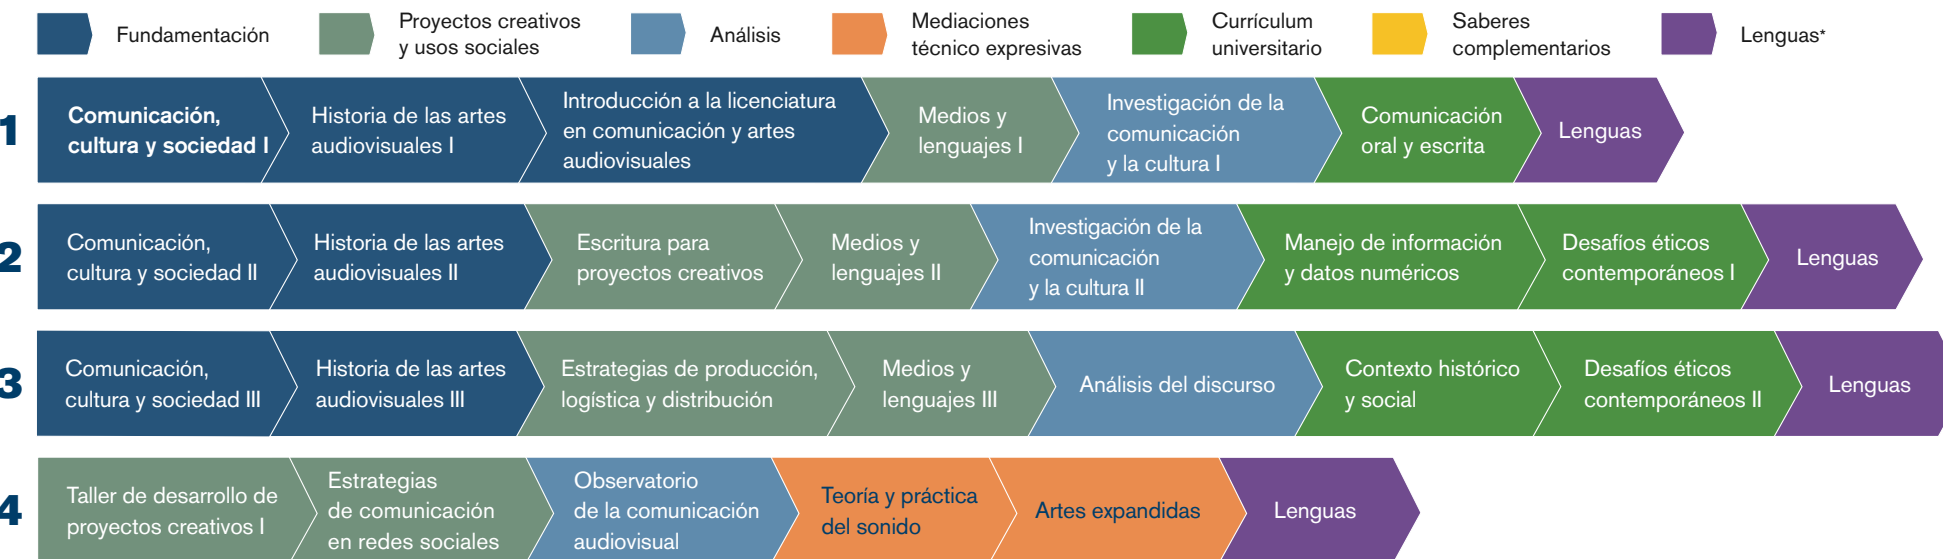 Fundamentación
Proyectos creativos
y usos sociales
Análisis
Mediaciones
técnico expresivas
Currículum
universitario
Saberes
complementarios
Lenguas*
1
Comunicación,
cultura y sociedad I
Historia de las artes
audiovisuales I
Introducción a la licenciatura
en comunicación y artes
audiovisuales
Medios y
lenguajes I
Investigación de la
comunicación
y la cultura I
Comunicación
oral y escrita
Lenguas
2
Comunicación,
cultura y sociedad II
Historia de las artes
audiovisuales II
Escritura para
proyectos creativos
Medios y
lenguajes II
Investigación de la
comunicación
y la cultura II
Manejo de información
y datos numéricos
Desafíos éticos
contemporáneos I
Lenguas
3
Comunicación,
cultura y sociedad III
Historia de las artes
audiovisuales III
Estrategias de producción,
logística y distribución
Medios y
lenguajes III
Análisis del discurso
Contexto histórico
y social
Desafíos éticos
contemporáneos II
Lenguas
4
Taller de desarrollo de
proyectos creativos I
Estrategias
de comunicación
en redes sociales
Observatorio
de la comunicación
audiovisual
Teoría y práctica
del sonido
Artes expandidas
Lenguas